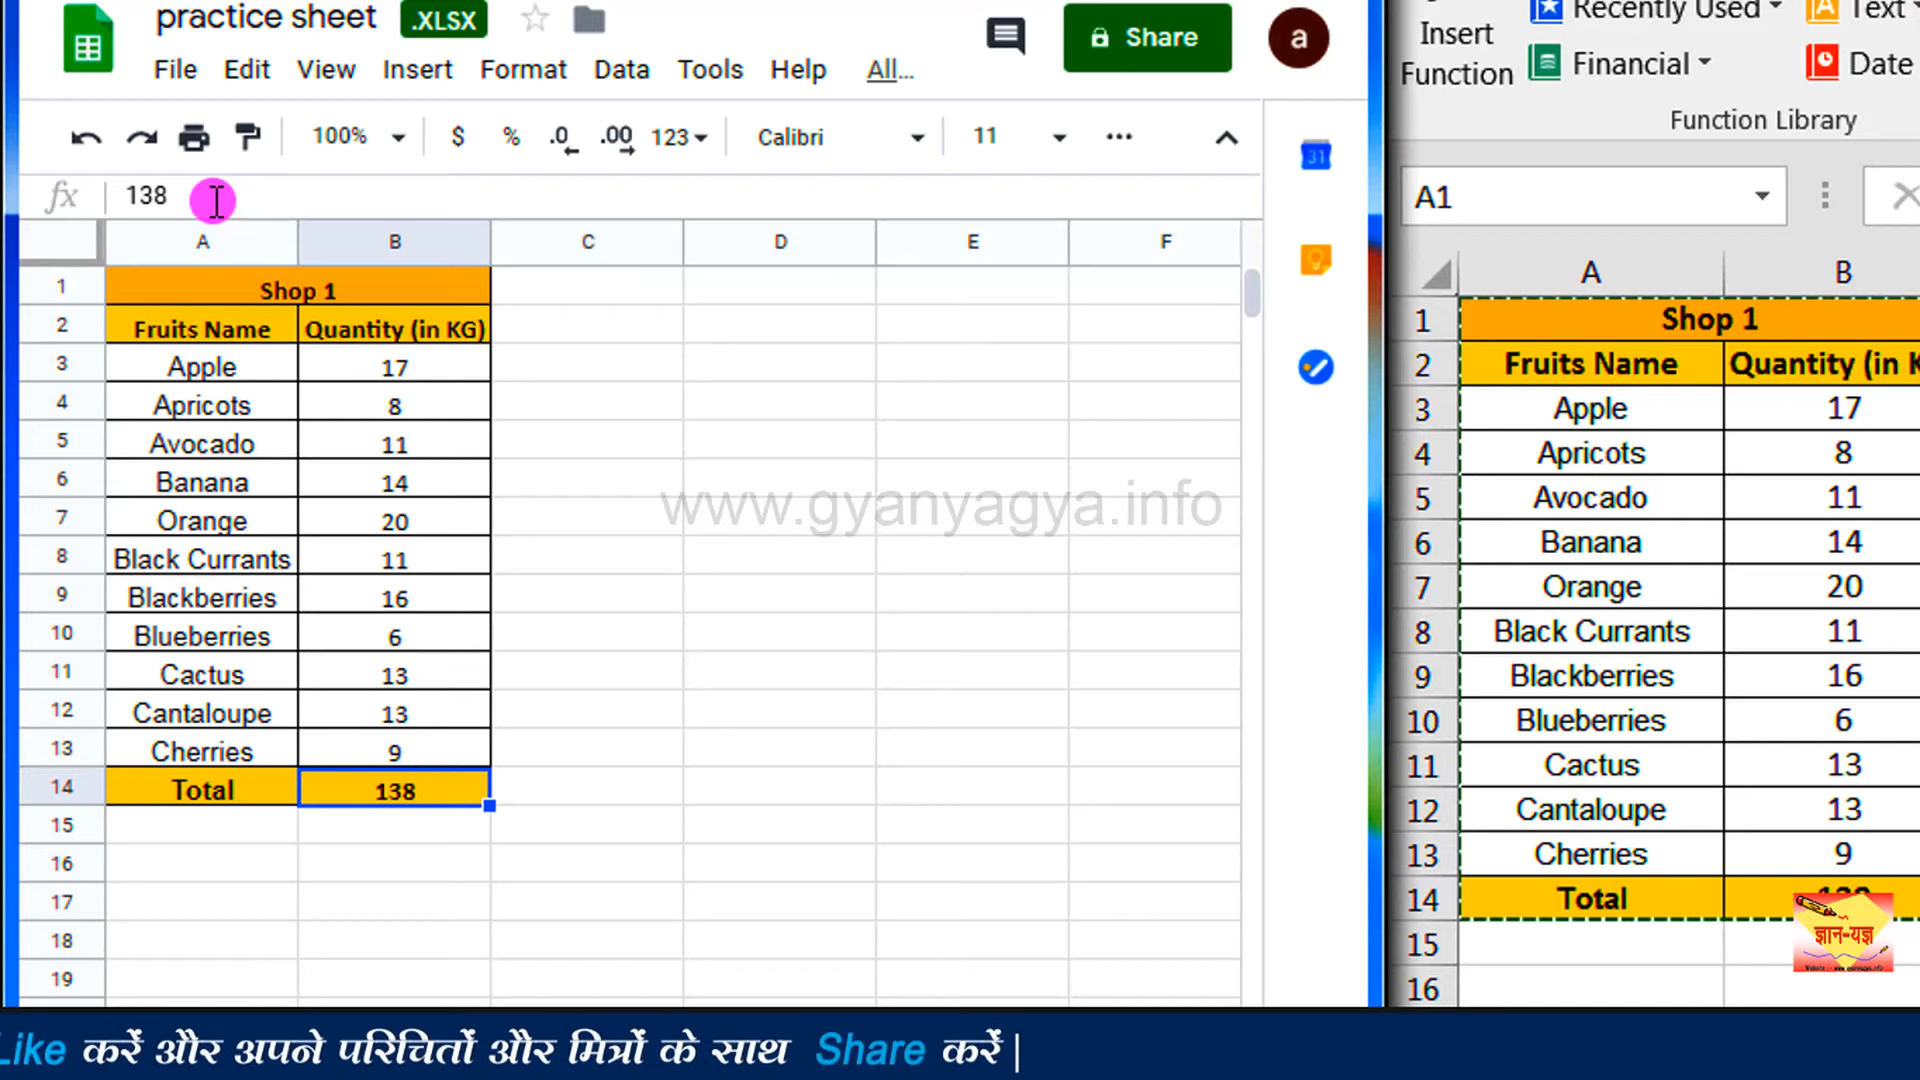 practice sheet .XLSX
File Edit View Insert Format Data Tools Help All...
Share
a
100% $ % .0 .00 123 Calibri 11
31
fx 138
A B C D E F
1 Shop 1
2 Fruits Name Quantity (in KG)
3 Apple 17
4 Apricots 8
5 Avocado 11
6 Banana 14
7 Orange 20
8 Black Currants 11
9 Blackberries 16
10 Blueberries 6
11 Cactus 13
12 Cantaloupe 13
13 Cherries 9
14 Total 138
15
16
17
18
19
www.gyanyagya.info
Insert Function
Recently Used
Text
Financial
Date
Function Library
A1
A B
1 Shop 1
2 Fruits Name Quantity (in
3 Apple 17
4 Apricots 8
5 Avocado 11
6 Banana 14
7 Orange 20
8 Black Currants 11
9 Blackberries 16
10 Blueberries 6
11 Cactus 13
12 Cantaloupe 13
13 Cherries 9
14 Total
15
16
ज्ञान-यज्ञ
Like करें और अपने परिचितों और मित्रों के साथ Share करें |